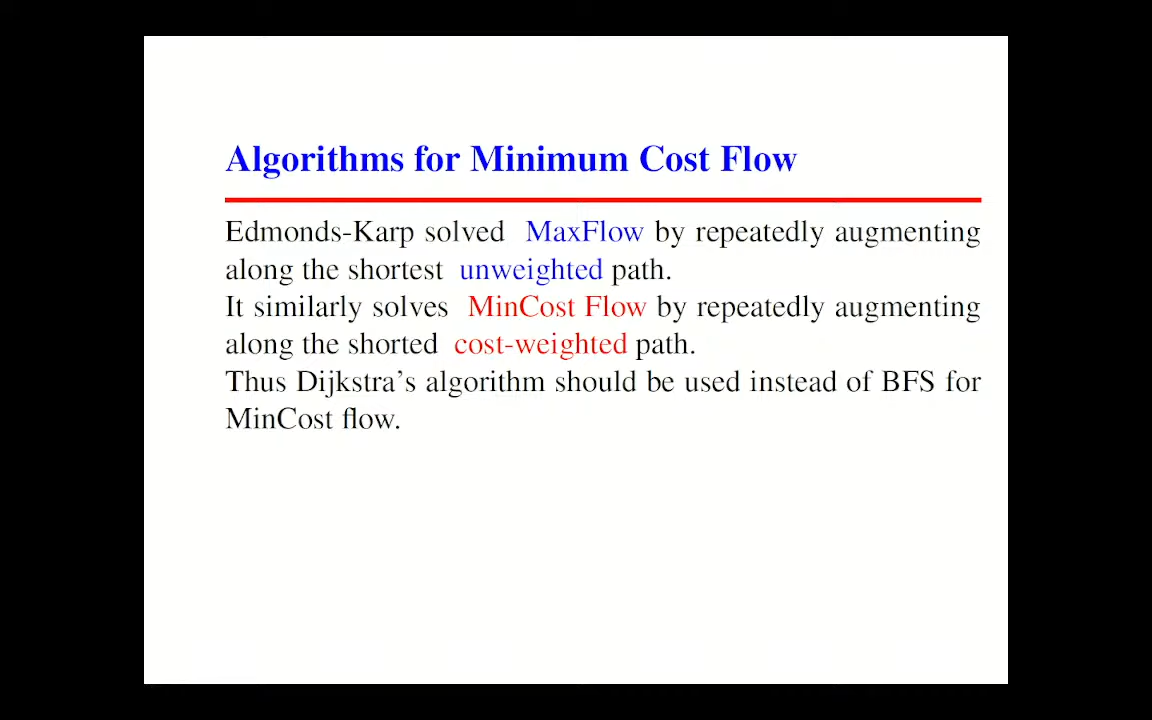 Algorithms for Minimum Cost Flow
Edmonds-Karp solved MaxFlow by repeatedly augmenting
along the shortest unweighted path.
It similarly solves MinCost Flow by repeatedly augmenting
along the shorted cost-weighted path.
Thus Dijkstra's algorithm should be used instead of BFS for
MinCost flow.